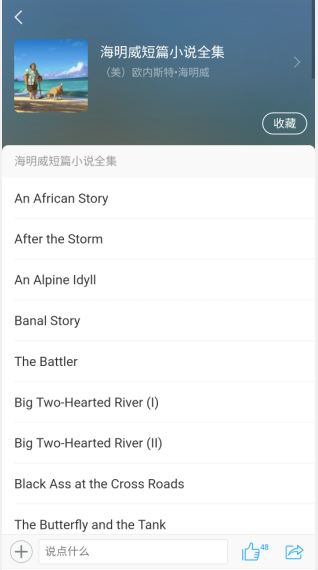 海明威短篇小说全集
（美）欧内斯特•海明威
收藏
海明威短篇小说全集
An African Story
After the Storm
An Alpine Idyll
Banal Story
The Battler
Big Two-Hearted River (I)
Big Two-Hearted River (II)
Black Ass at the Cross Roads
The Butterfly and the Tank
说点什么
48